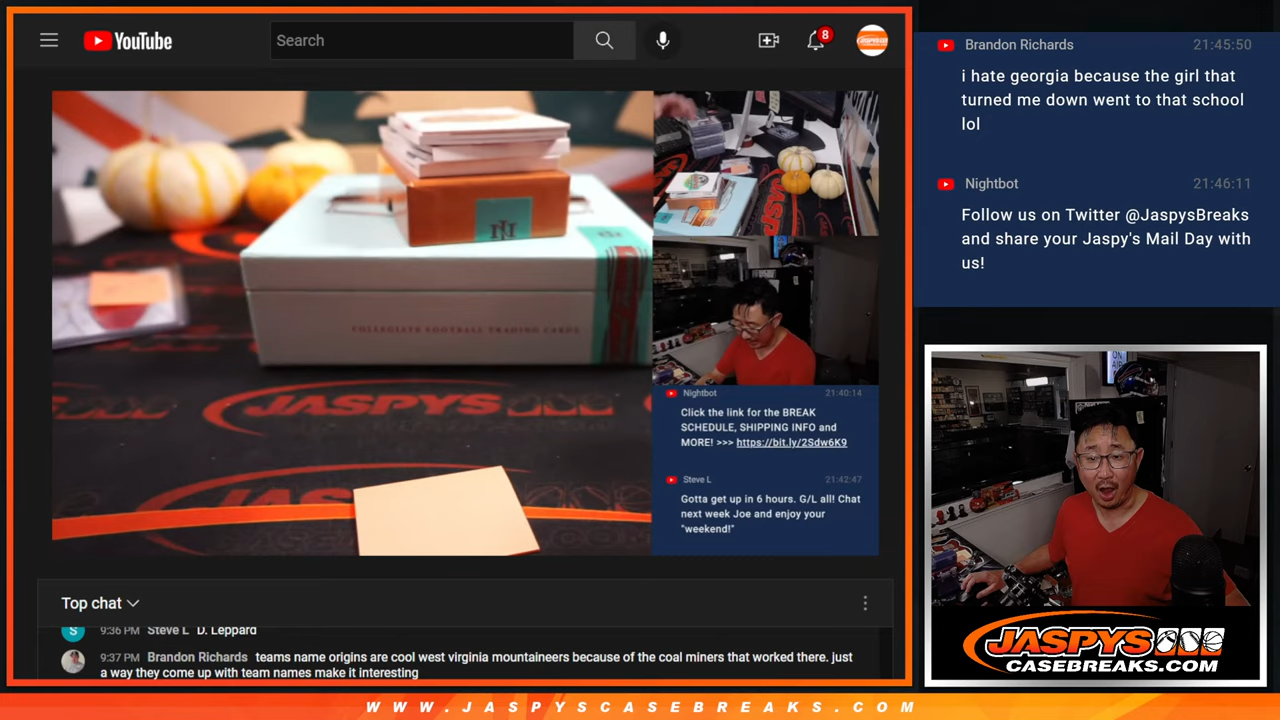 YouTube
Search
8
Brandon Richards 21:45:50
i hate georgia because the girl that
turned me down went to that school
lol
Nightbot 21:46:11
Follow us on Twitter @JaspysBreaks
and share your Jaspy's Mail Day with
us!
COLLEGIATE FOOTBALL TRADING CARDS
JASPYS
Nightbot 21:40:14
Click the link for the BREAK
SCHEDULE, SHIPPING INFO and
MORE! >>> https://bit.ly/2Sdw6K9
Steve L 21:42:47
Gotta get up in 6 hours. G/L all! Chat
next week Joe and enjoy your
"weekend!"
ON
AIR
Top chat
S 9:36 PM Steve L D. Leppard
9:37 PM Brandon Richards teams name origins are cool west virginia mountaineers because of the coal miners that worked there. just
a way they come up with team names make it interesting
JASPYS
CASEBREAKS.COM
WWW.JASPYSCASEBREAKS.COM